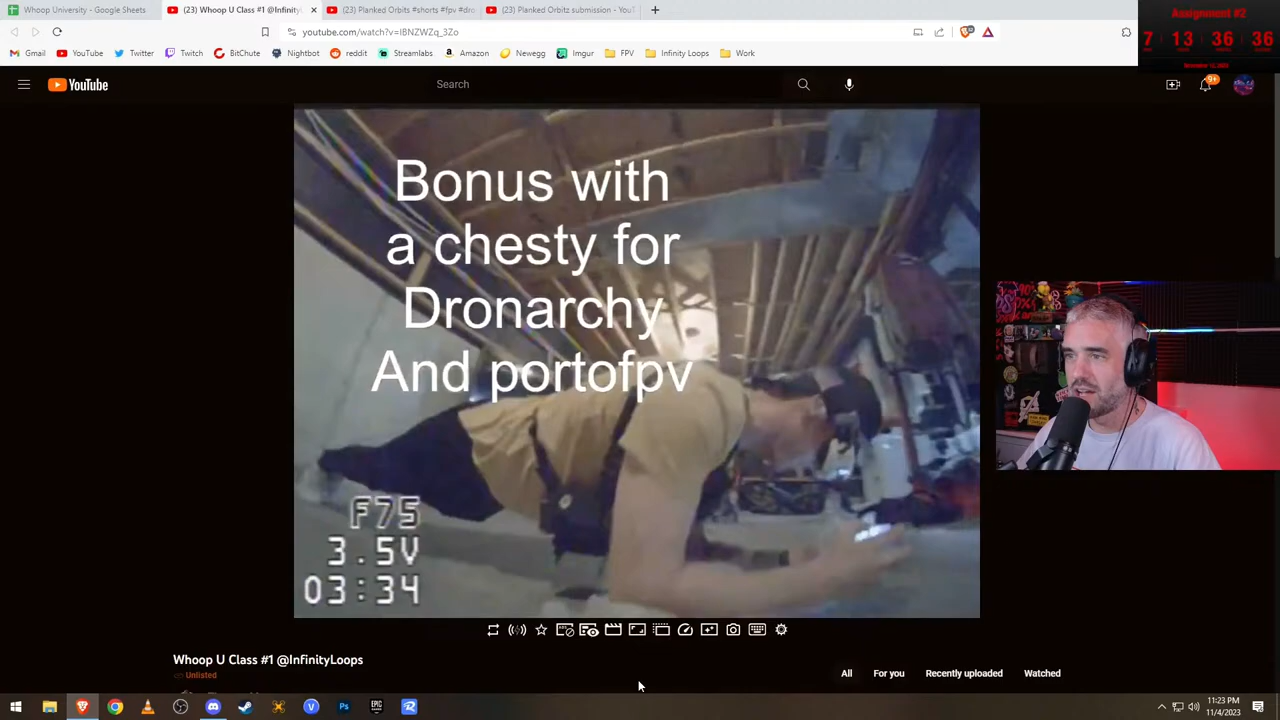 Whoop University - Google Sheets
(23) Whoop U Class #1 @Infinity
(23) Planked Orbits #shorts #fpv #dro
(23) Planked Orbitz submission - YouT
Assignment #2
7 13 36 36
youtube.com/watch?v=IBNZWZq_3Zo
Gmail
YouTube
Twitter
Twitch
BitChute
Nightbot
reddit
Streamlabs
Amazon
Newegg
Imgur
FPV
Infinity Loops
Work
YouTube
Search
9+
Bonus with
a chesty for
Dronarchy
And portofpv
F75
3.5V
03:34
Whoop U Class #1 @InfinityLoops
Unlisted
All
For you
Recently uploaded
Watched
11:23 PM
11/4/2023